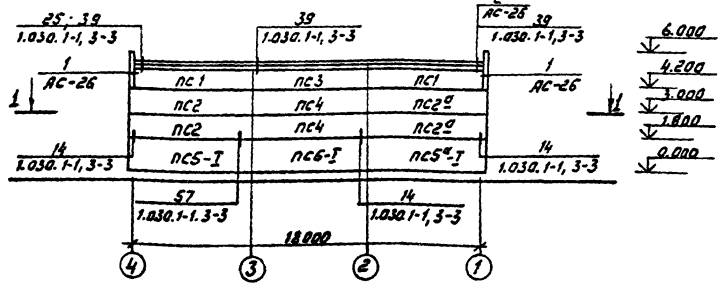 25; 39
1.030.1-1, 3-3
39
1.030.1-1, 3-3
АС-26
39
1.030.1-1, 3-3
6.000
1
АС-26
1
АС-26
4.200
ПС1
ПС3
ПС1
1
1
3.000
ПС2
ПС4
ПС2а
1.800
ПС2
ПС4
ПС2а
14
1.030.1-1, 3-3
14
1.030.1-1, 3-3
0.000
ПС5-I
ПС6-I
ПС5а-I
57
1.030.1-1. 3-3
14
1.030.1-1, 3-3
18000
4
3
2
1